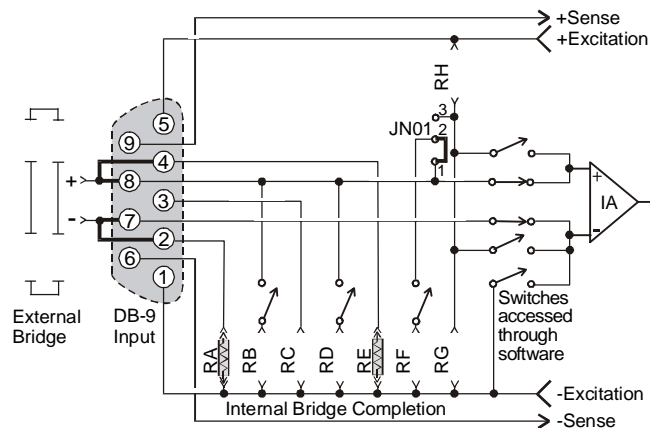 +Sense
+Excitation
RH
5
3
JN01
2
9
4
+
8
1
+
IA
3
-
7
-
2
6
1
Switches
accessed
through
software
External
Bridge
DB-9
Input
RA
RB
RC
RD
RE
RF
RG
-Excitation
Internal Bridge Completion
-Sense